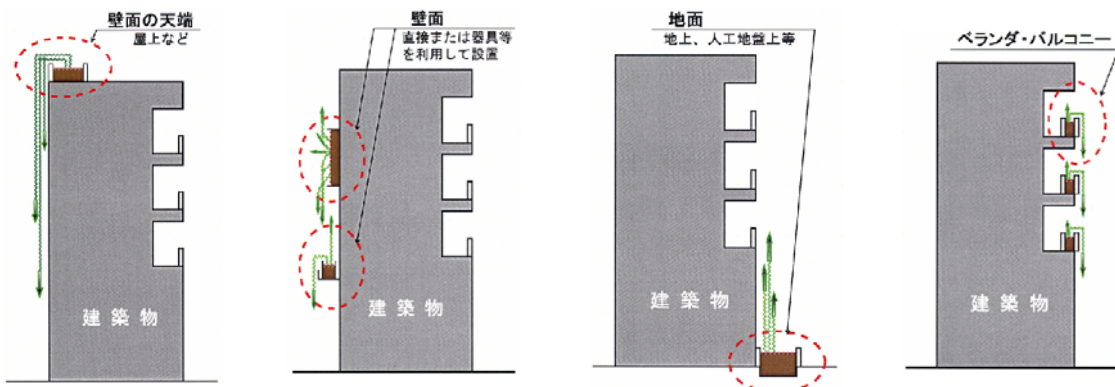 壁面の天端
屋上など
建築物
壁面
直接または器具等
を利用して設置
建築物
地面
地上、人工地盤上等
建築物
ベランダ・バルコニー
建築物